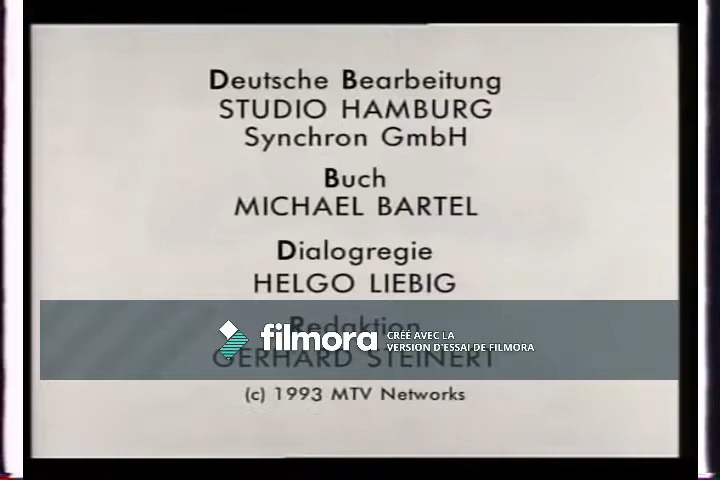 Deutsche Bearbeitung
STUDIO HAMBURG
Synchron GmbH
Buch
MICHAEL BARTEL
Dialogregie
HELGO LIEBIG
Redaktion
filmora CRÉÉ AVEC LA
VERSION D'ESSAI DE FILMORA
GERHARD STEINERT
(c) 1993 MTV Networks